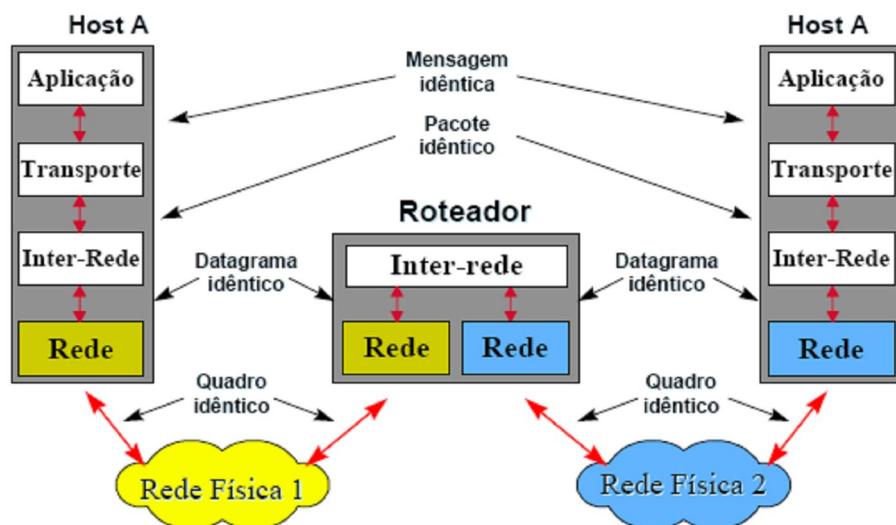 Host A
Host A
Aplicação
Mensagem
idêntica
Aplicação
Pacote
idêntico
Transporte
Transporte
Roteador
Inter-Rede
Datagrama
idêntico
Inter-rede
Datagrama
idêntico
Inter-Rede
Rede
Rede
Rede
Rede
Quadro
idêntico
Quadro
idêntico
Rede Física 1
Rede Física 2